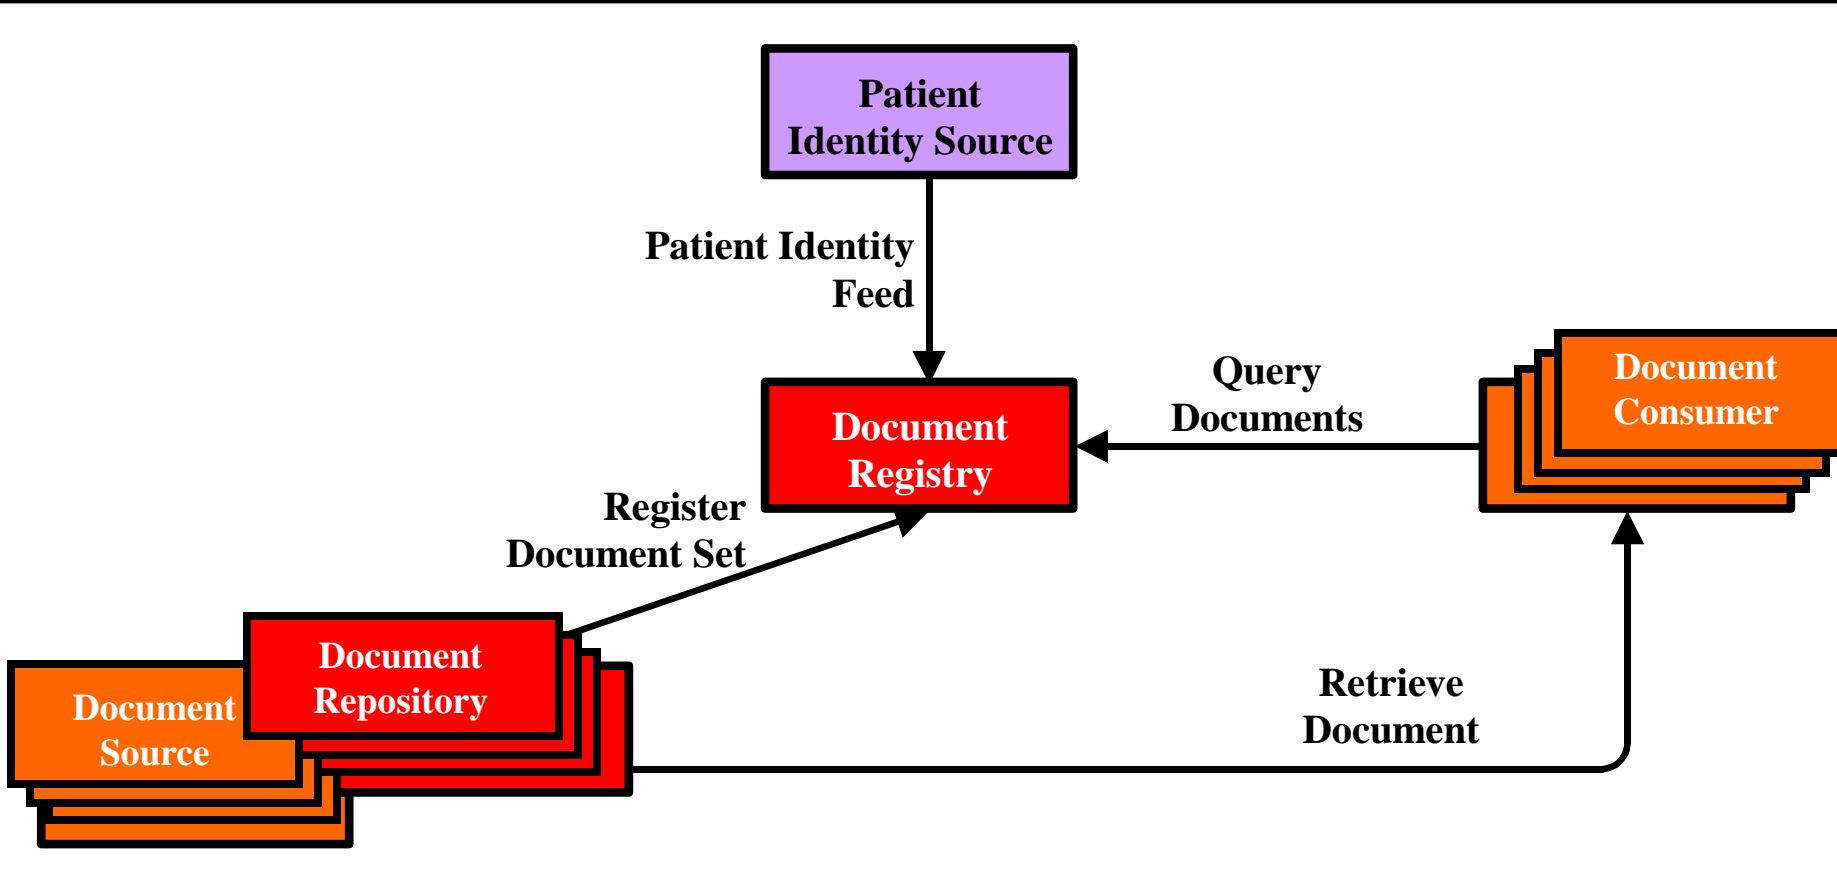 Patient
Identity Source
Patient Identity
Feed
Query
Documents
Document
Consumer
Document
Registry
Register
Document Set
Document
Repository
Document
Source
Retrieve
Document